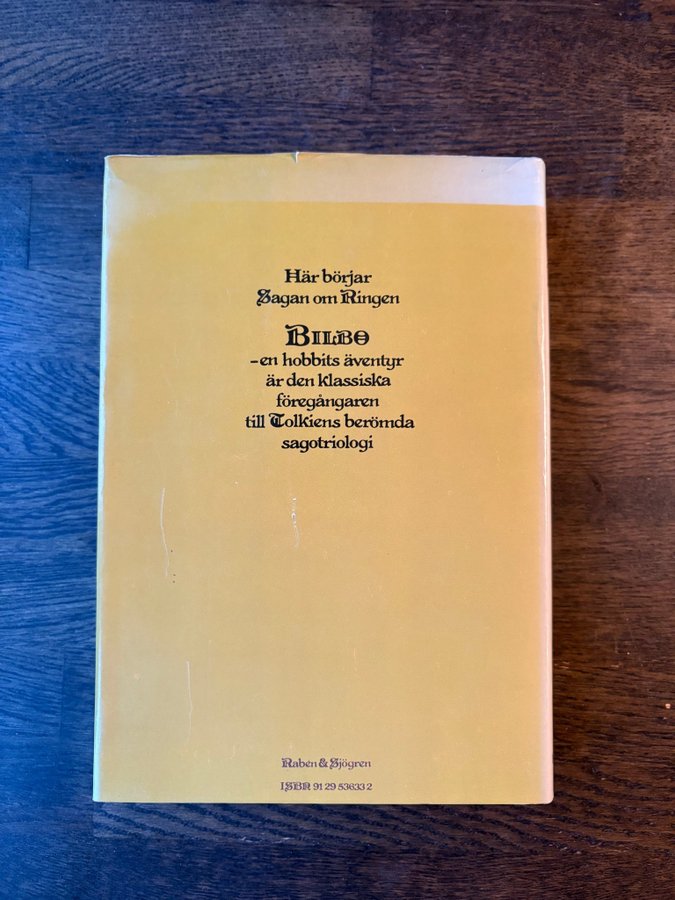 Här börjar
Sagan om Ringen
BILBO
–en hobbits äventyr
är den klassiska
föregångaren
till Tolkiens berömda
sagotriologi
Raben & Sjögren
ISBN 91 29 53633 2